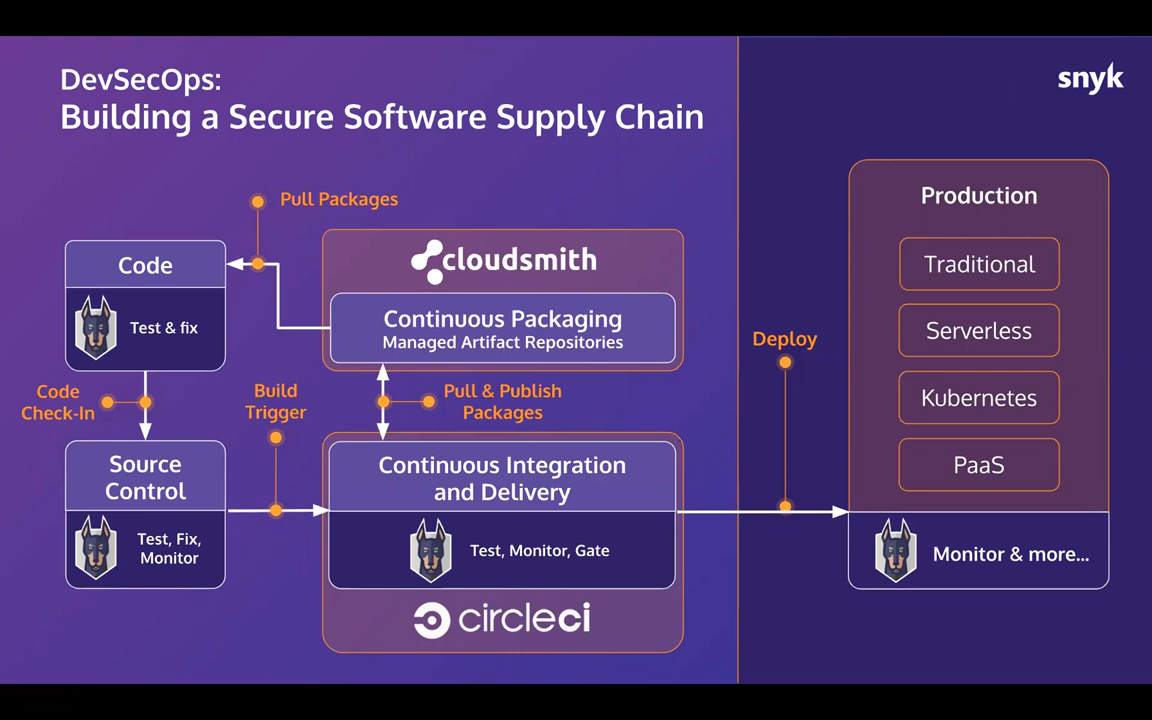 DevSecOps:
Building a Secure Software Supply Chain
snyk
Pull Packages
Code
Test & fix
cloudsmith
Continuous Packaging
Managed Artifact Repositories
Code
Check-In
Build
Trigger
Pull & Publish
Packages
Source
Control
Test, Fix,
Monitor
Continuous Integration
and Delivery
Test, Monitor, Gate
circleci
Deploy
Production
Traditional
Serverless
Kubernetes
PaaS
Monitor & more...